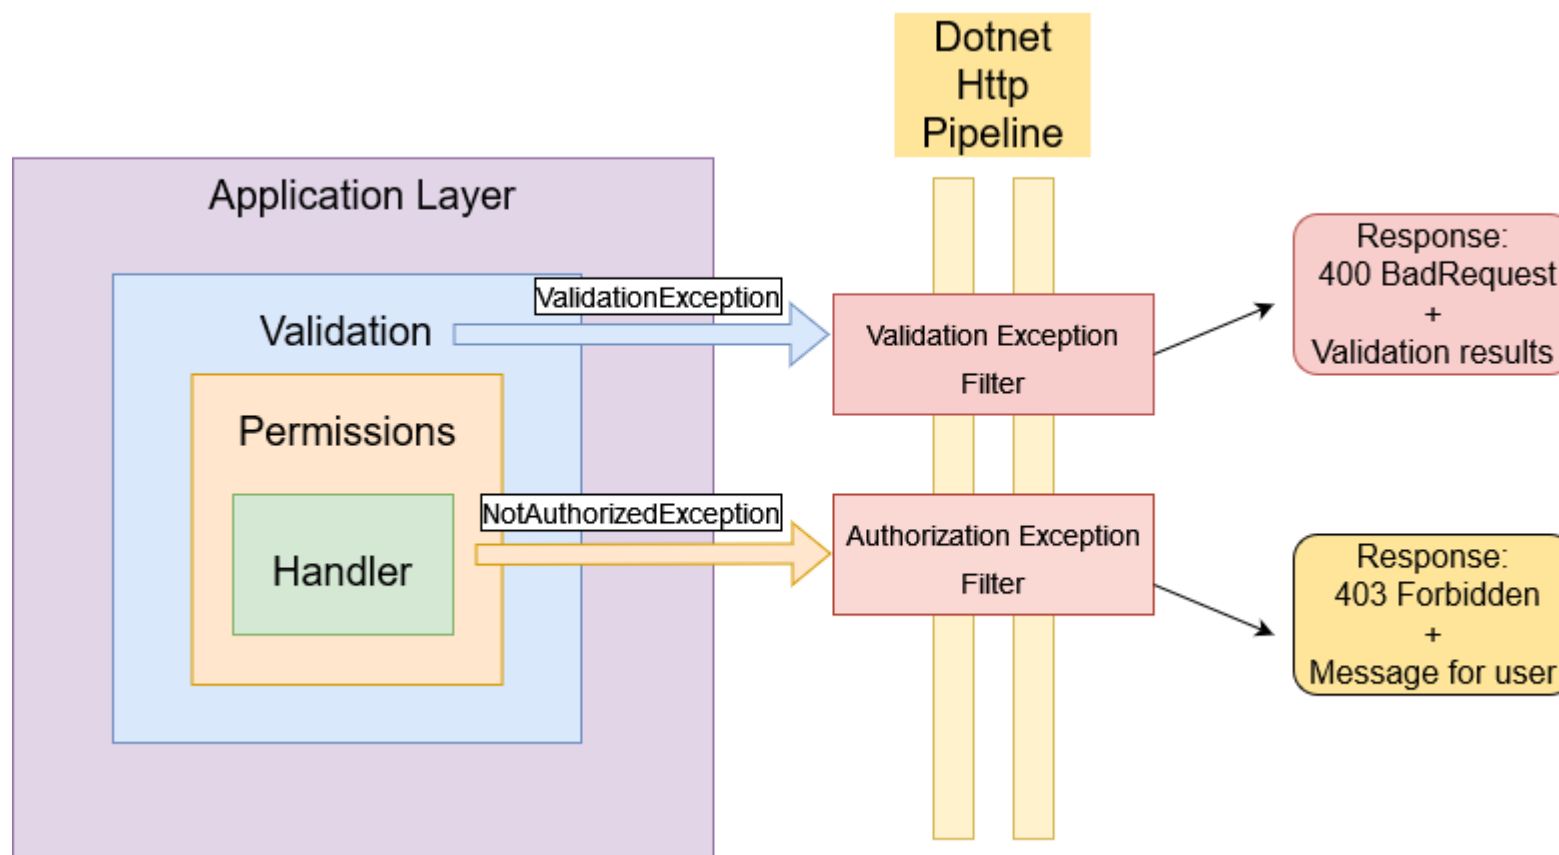 Dotnet
Http
Pipeline
Application Layer
ValidationException
Validation
Permissions
NotAuthorizedException
Handler
Validation Exception
Filter
Authorization Exception
Filter
Response:
400 BadRequest
+
Validation results
Response:
403 Forbidden
+
Message for user